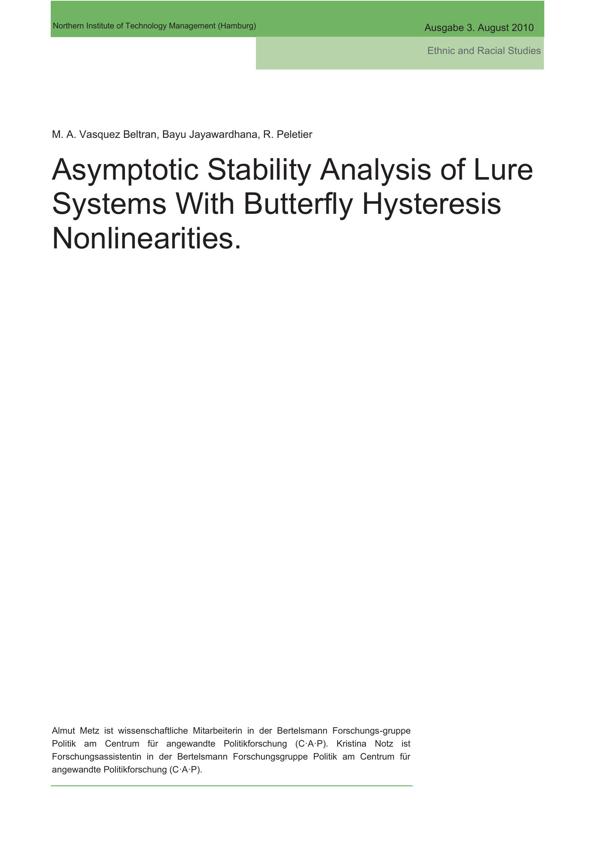 Northern Institute of Technology Management (Hamburg)
Ausgabe 3. August 2010
Ethnic and Racial Studies
M. A. Vasquez Beltran, Bayu Jayawardhana, R. Peletier
Asymptotic Stability Analysis of Lure
Systems With Butterfly Hysteresis
Nonlinearities.
Almut Metz ist wissenschaftliche Mitarbeiterin in der Bertelsmann Forschungs-gruppe
Politik am Centrum für angewandte Politikforschung (C·A·P). Kristina Notz ist
Forschungsassistentin in der Bertelsmann Forschungsgruppe Politik am Centrum für
angewandte Politikforschung (C·A·P).